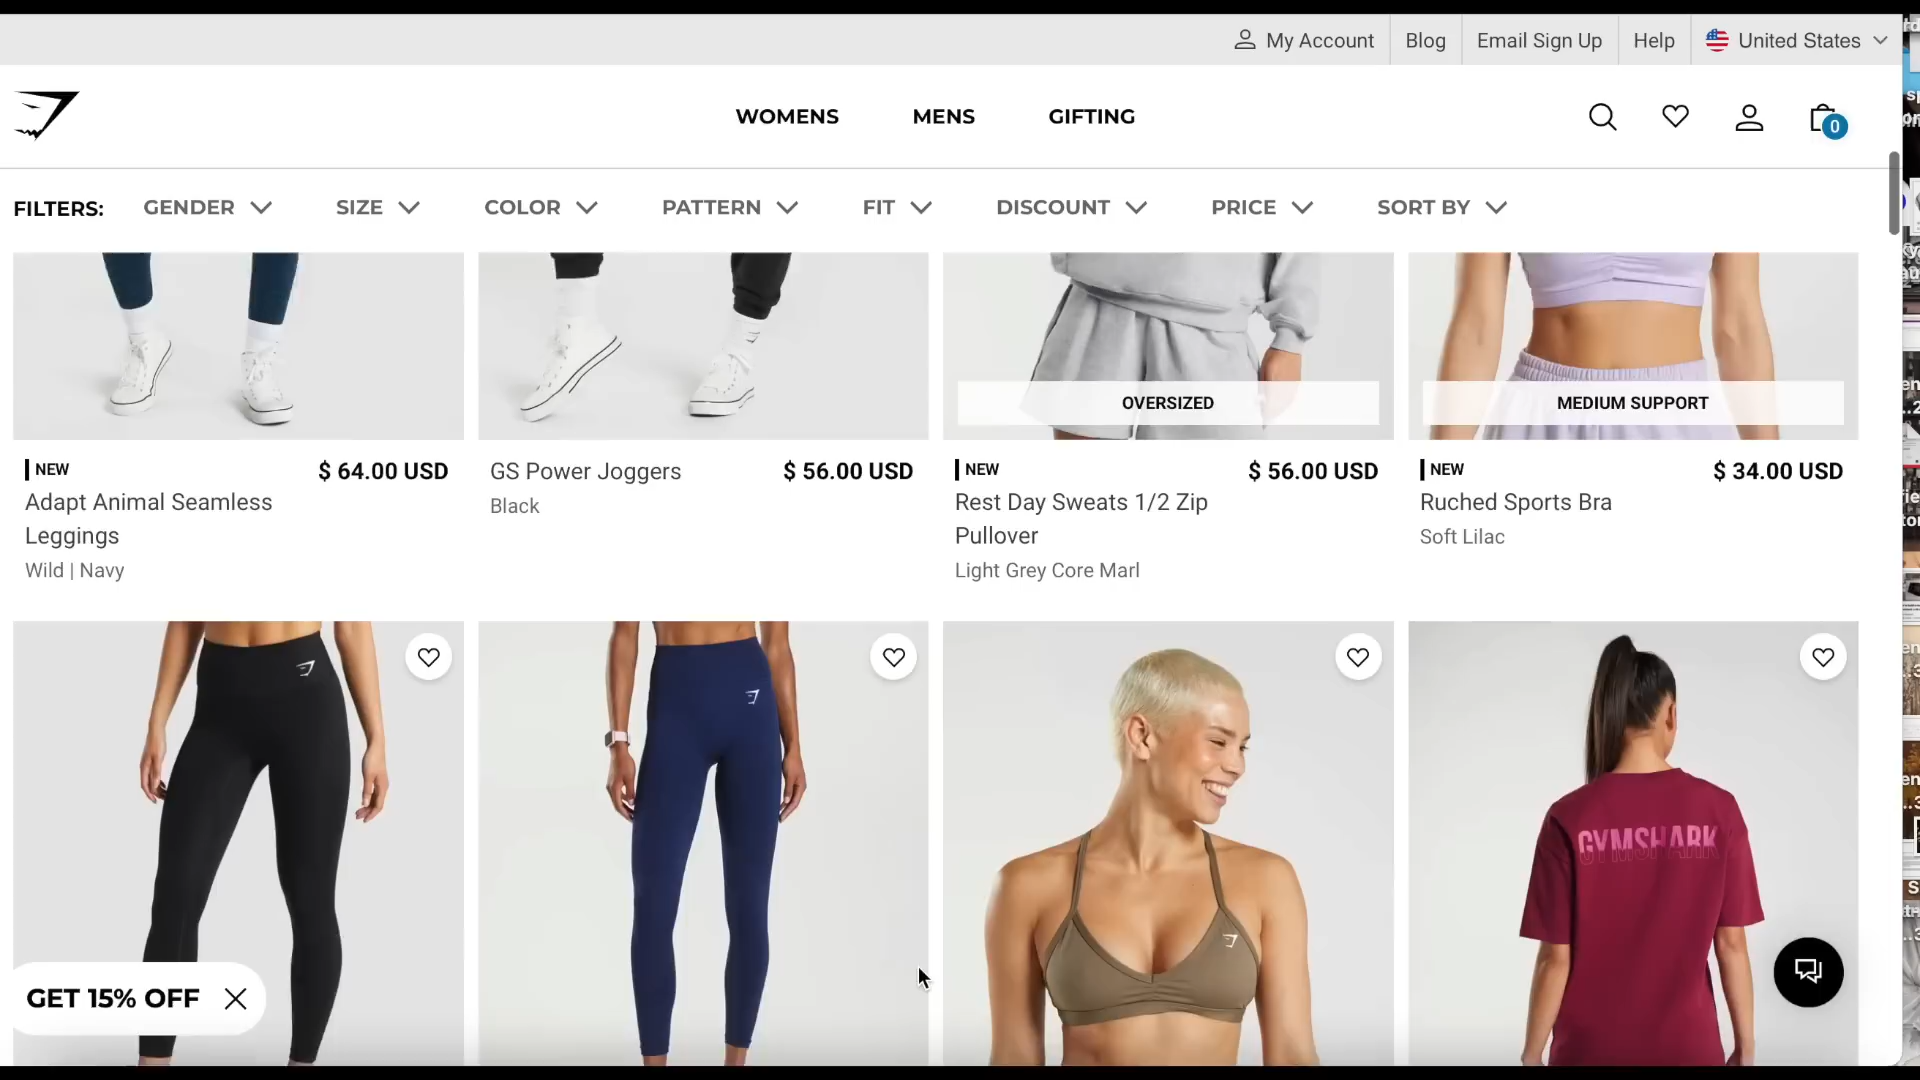 My Account
Blog
Email Sign Up
Help
United States
WOMENS
MENS
GIFTING
0
FILTERS:
GENDER
SIZE
COLOR
PATTERN
FIT
DISCOUNT
PRICE
SORT BY
OVERSIZED
MEDIUM SUPPORT
NEW
$ 64.00 USD
Adapt Animal Seamless
Leggings
Wild | Navy
GS Power Joggers
$ 56.00 USD
Black
NEW
$ 56.00 USD
Rest Day Sweats 1/2 Zip
Pullover
Light Grey Core Marl
NEW
$ 34.00 USD
Ruched Sports Bra
Soft Lilac
GYMSHARK
GET 15% OFF